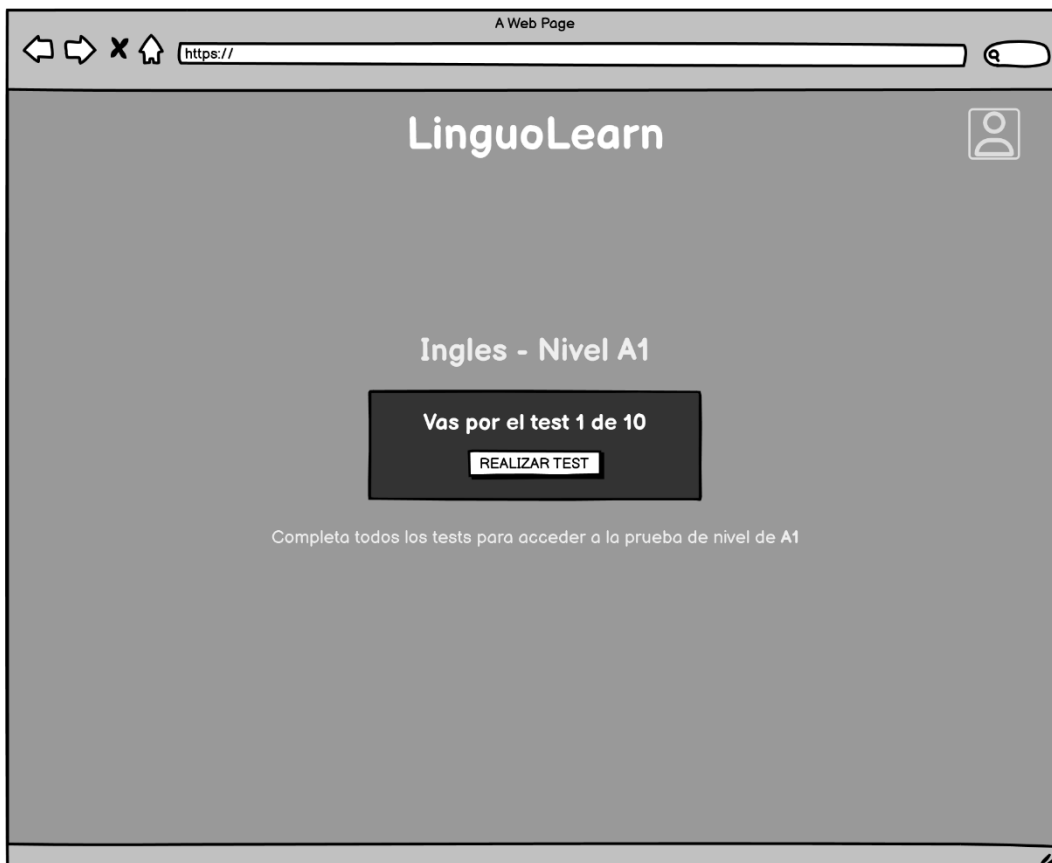 A Web Page
https://
LinguoLearn
Ingles - Nivel A1
Vas por el test 1 de 10
REALIZAR TEST
Completa todos los tests para acceder a la prueba de nivel de A1